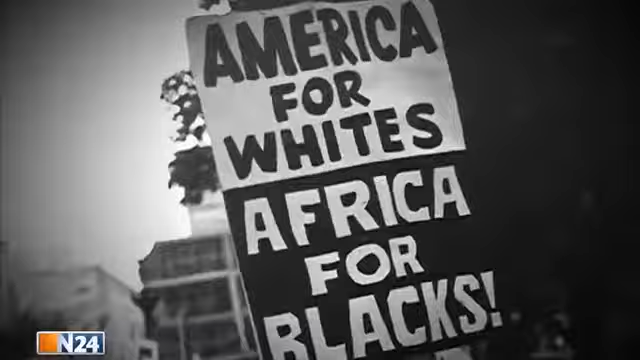 AMERICA
FOR
WHITES
AFRICA
FOR
BLACKS!
N24